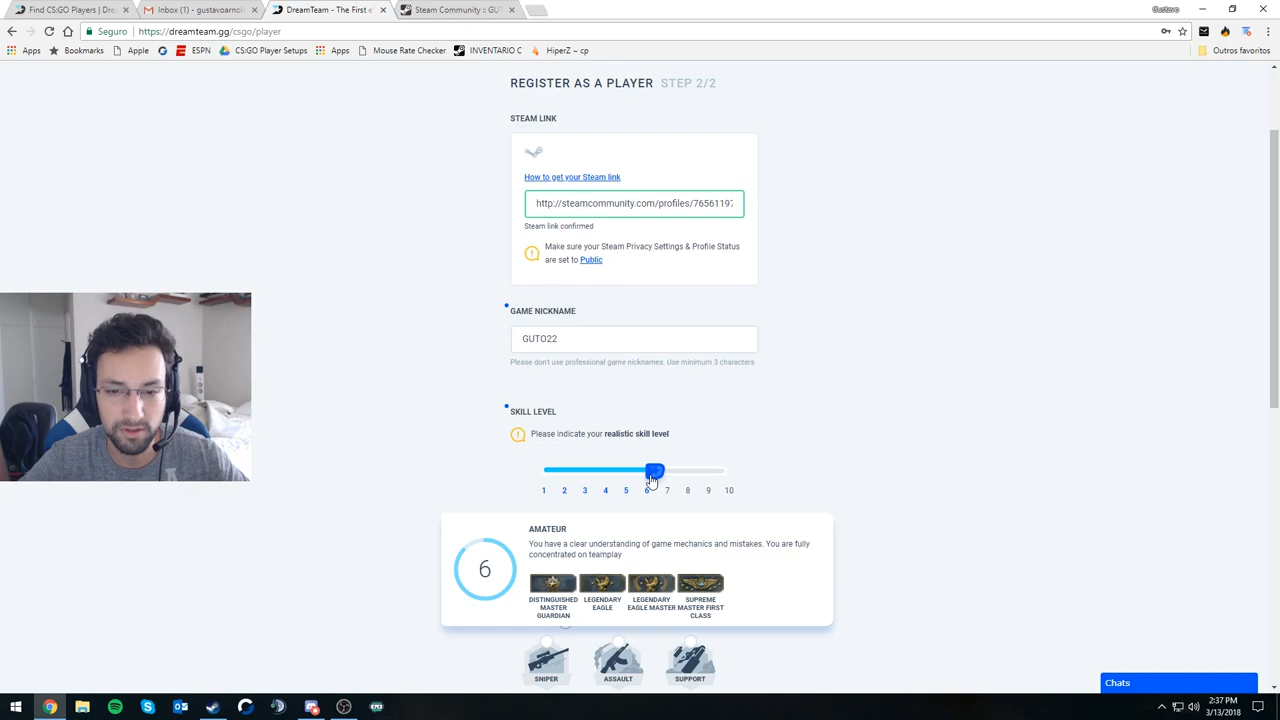 Find CS:GO Players | Drea
Inbox (1) - gustavoarnoi
DreamTeam - The First e
Steam Community :: GUT
Gustavo
Seguro | https://dreamteam.gg/csgo/player
Apps
Bookmarks
Apple
ESPN
CS:GO Player Setups
Apps
Mouse Rate Checker
INVENTARIO C
HiperZ ~ cp
Outros favoritos
REGISTER AS A PLAYER STEP 2/2
STEAM LINK
How to get your Steam link
http://steamcommunity.com/profiles/7656119
Steam link confirmed
Make sure your Steam Privacy Settings & Profile Status
are set to Public
GAME NICKNAME
GUTO22
Please don't use professional game nicknames. Use minimum 3 characters
SKILL LEVEL
Please indicate your realistic skill level
1 2 3 4 5 6 7 8 9 10
AMATEUR
You have a clear understanding of game mechanics and mistakes. You are fully
concentrated on teamplay
6
DISTINGUISHED
MASTER
GUARDIAN
LEGENDARY
EAGLE
LEGENDARY
EAGLE MASTER
SUPREME
MASTER FIRST
CLASS
SNIPER
ASSAULT
SUPPORT
Chats
2:37 PM
3/13/2018